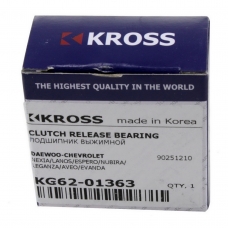 KROSS
THE HIGHEST QUALITY IN THE WORLD
KROSS
made in Korea
CLUTCH RELEASE BEARING
ПОДШИПНИК ВЫЖИМНОЙ
DAEWOO-CHEVROLET 90251210
NEXIA/LANOS/ESPERO/NUBIRA/
LEGANZA/AVEO/EVANDA
KG62-01363 QTY. 1